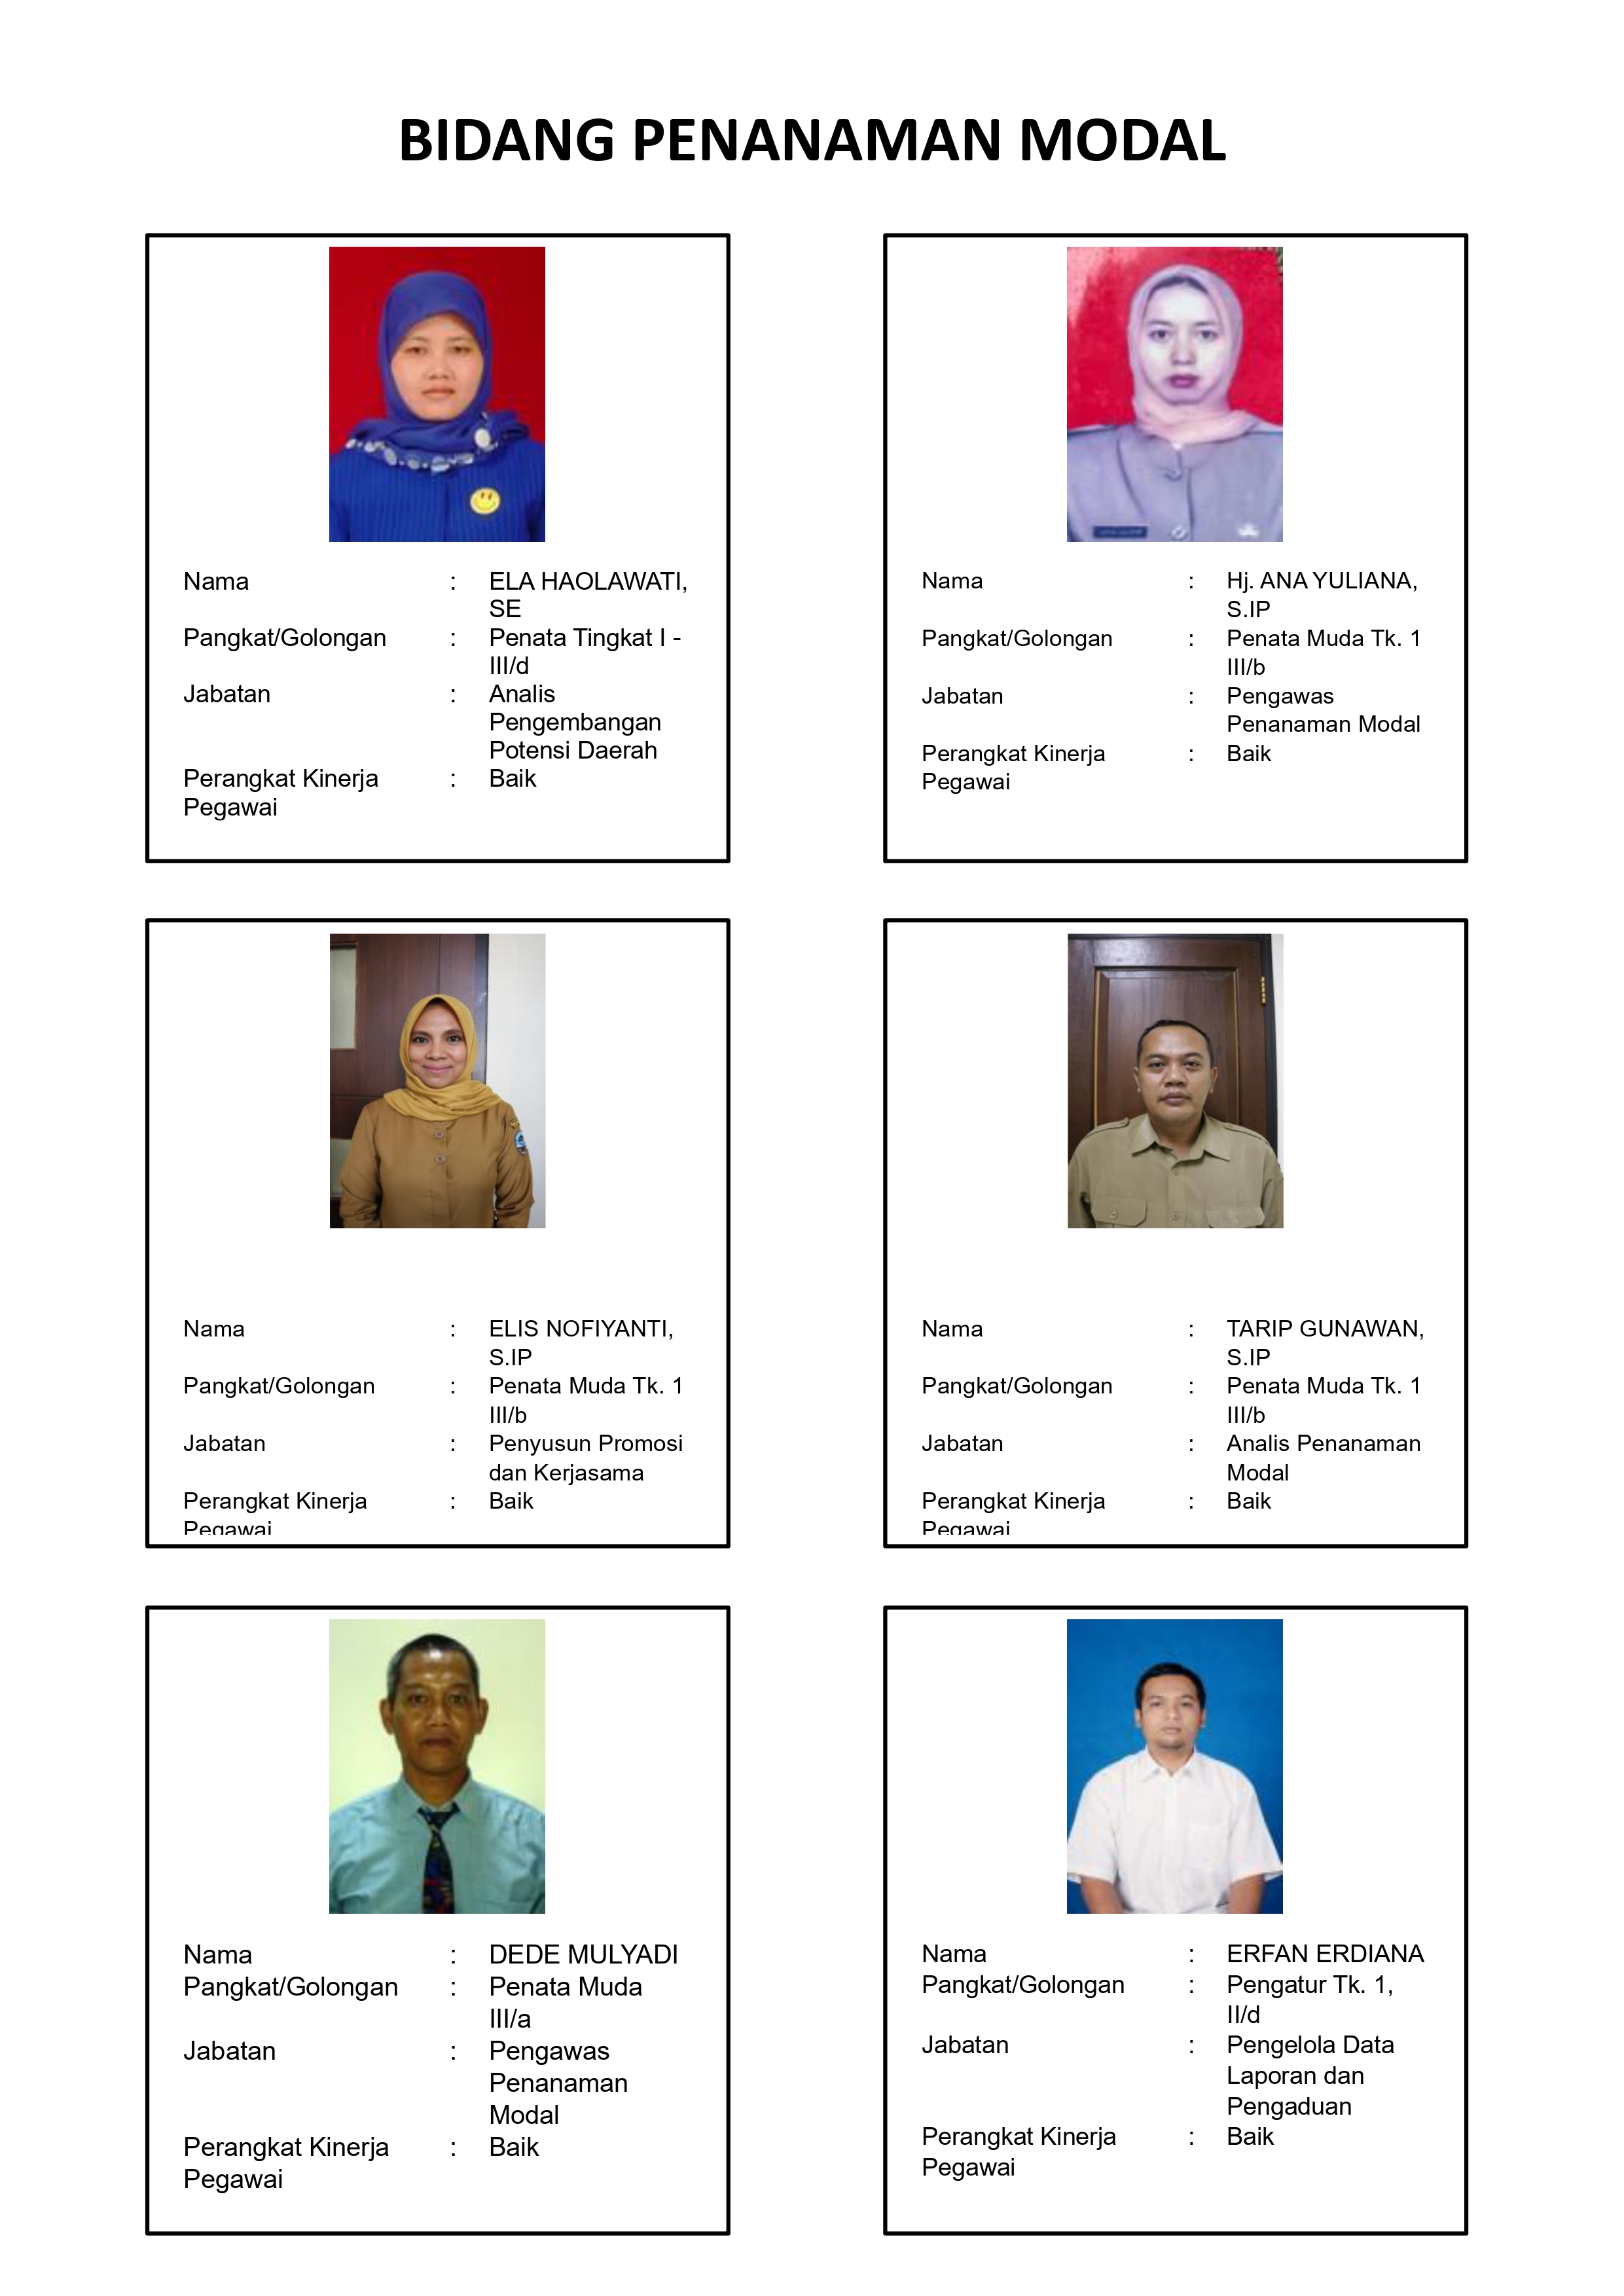 BIDANG PENANAMAN MODAL
Nama : ELA HAOLAWATI,
SE
Pangkat/Golongan : Penata Tingkat I -
III/d
Jabatan : Analis
Pengembangan
Potensi Daerah
Perangkat Kinerja : Baik
Pegawai
Nama : Hj. ANA YULIANA,
S.IP
Pangkat/Golongan : Penata Muda Tk. 1
III/b
Jabatan : Pengawas
Penanaman Modal
Perangkat Kinerja : Baik
Pegawai
Nama : ELIS NOFIYANTI,
S.IP
Pangkat/Golongan : Penata Muda Tk. 1
III/b
Jabatan : Penyusun Promosi
dan Kerjasama
Perangkat Kinerja : Baik
Pegawai
Nama : TARIP GUNAWAN,
S.IP
Pangkat/Golongan : Penata Muda Tk. 1
III/b
Jabatan : Analis Penanaman
Modal
Perangkat Kinerja : Baik
Pegawai
Nama : DEDE MULYADI
Pangkat/Golongan : Penata Muda
III/a
Jabatan : Pengawas
Penanaman
Modal
Perangkat Kinerja : Baik
Pegawai
Nama : ERFAN ERDIANA
Pangkat/Golongan : Pengatur Tk. 1,
II/d
Jabatan : Pengelola Data
Laporan dan
Pengaduan
Perangkat Kinerja : Baik
Pegawai